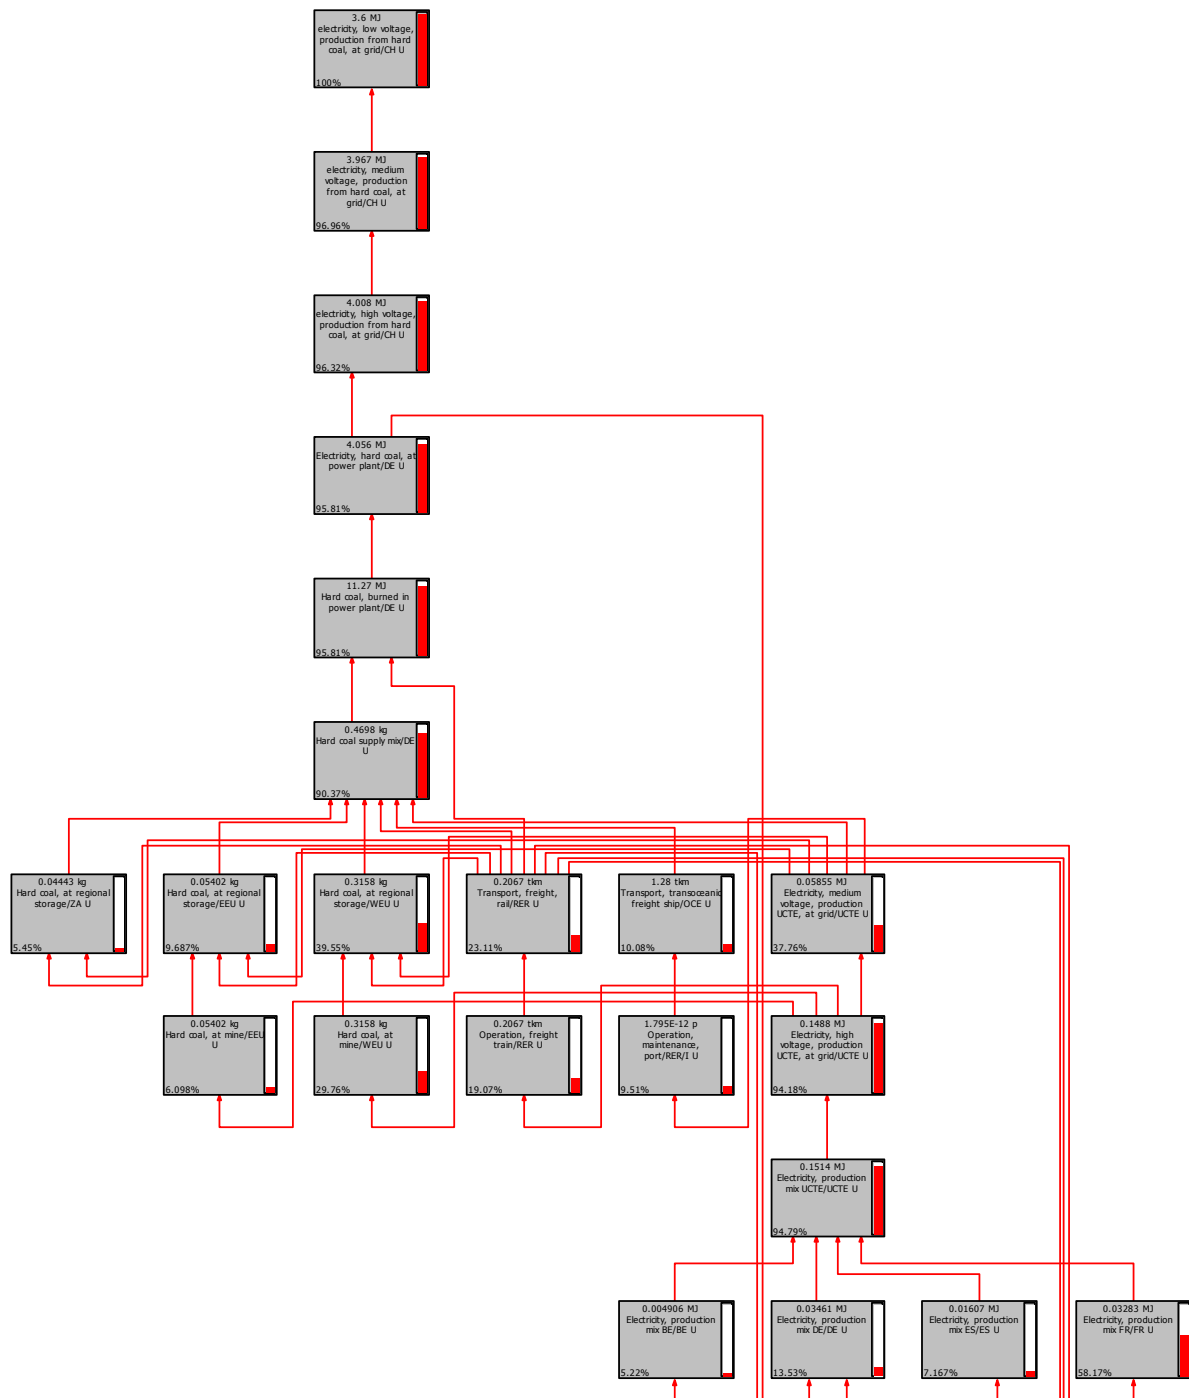 3.6 MJ
electricity, low voltage,
production from hard
coal, at grid/CH U
100%
3.967 MJ
electricity, medium
voltage, production
from hard coal, at
grid/CH U
96.96%
4.008 MJ
electricity, high voltage,
production from hard
coal, at grid/CH U
96.32%
4.056 MJ
Electricity, hard coal, at
power plant/DE U
95.81%
11.27 MJ
Hard coal, burned in
power plant/DE U
95.81%
0.4698 kg
Hard coal supply mix/DE
U
90.37%
0.04443 kg
Hard coal, at regional
storage/ZA U
5.45%
0.05402 kg
Hard coal, at regional
storage/EEU U
9.687%
0.3158 kg
Hard coal, at regional
storage/WEU U
39.55%
0.2067 tkm
Transport, freight,
rail/RER U
23.11%
1.28 tkm
Transport, transoceanic
freight ship/OCE U
10.08%
0.05855 MJ
Electricity, medium
voltage, production
UCTE, at grid/UCTE U
37.76%
0.05402 kg
Hard coal, at mine/EEU
U
6.098%
0.3158 kg
Hard coal, at
mine/WEU U
29.76%
0.2067 tkm
Operation, freight
train/RER U
19.07%
1.795E-12 p
Operation,
maintenance,
port/RER/I U
9.51%
0.1488 MJ
Electricity, high
voltage, production
UCTE, at grid/UCTE U
94.18%
0.1514 MJ
Electricity, production
mix UCTE/UCTE U
94.79%
0.004906 MJ
Electricity, production
mix BE/BE U
5.22%
0.03461 MJ
Electricity, production
mix DE/DE U
13.53%
0.01607 MJ
Electricity, production
mix ES/ES U
7.167%
0.03283 MJ
Electricity, production
mix FR/FR U
58.17%